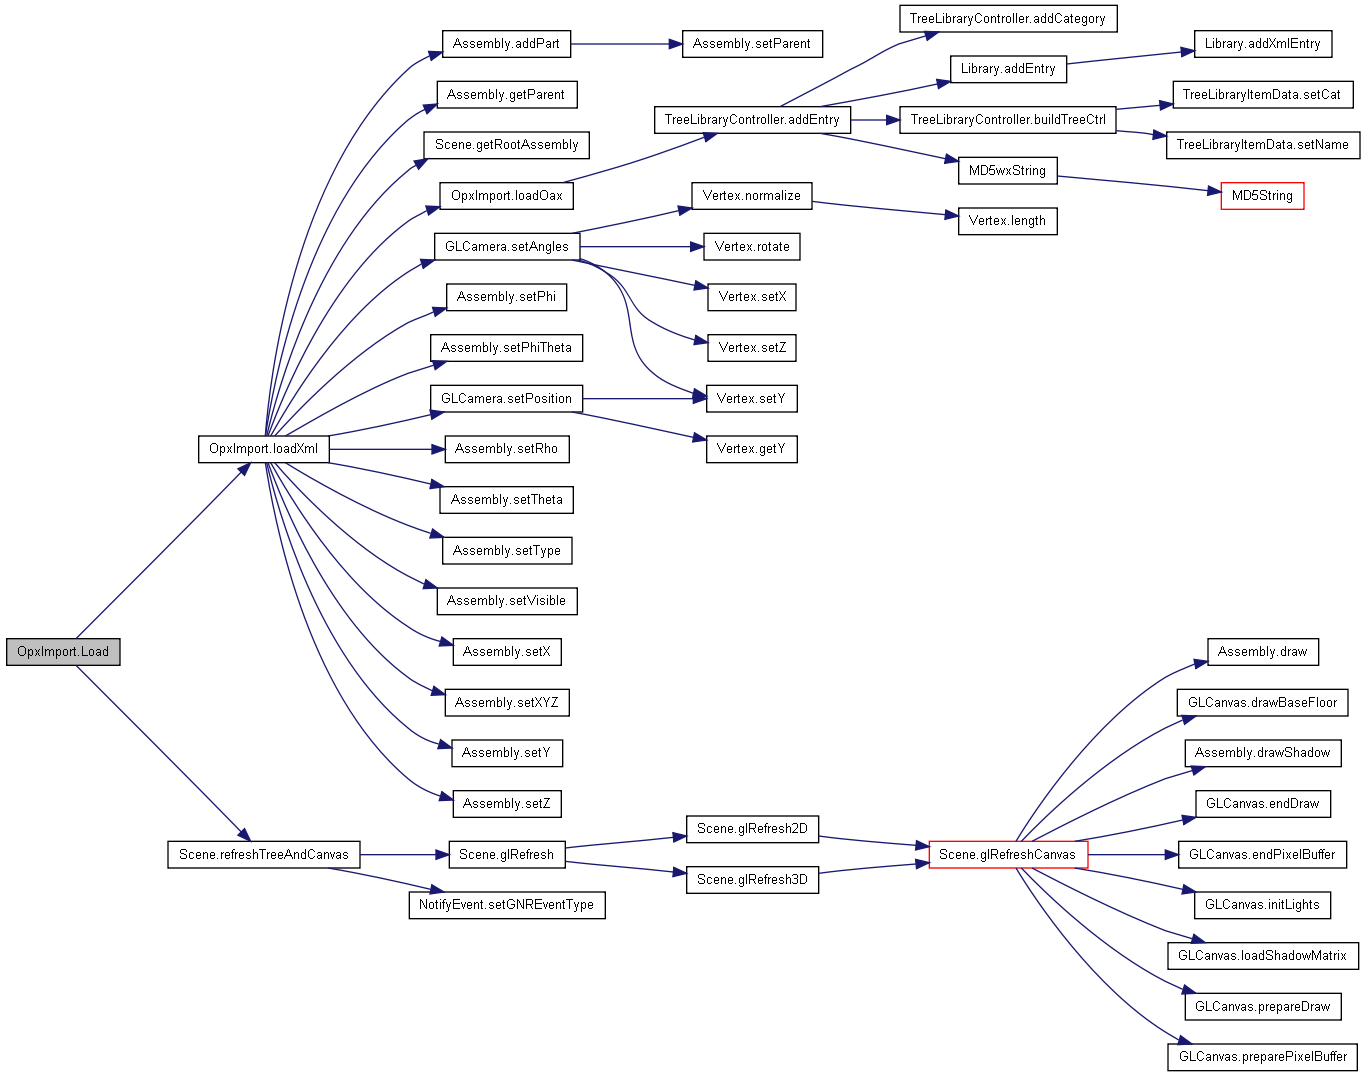 TreeLibraryController.addCategory
Assembly.addPart
Assembly.setParent
Library.addXmlEntry
Library.addEntry
Assembly.getParent
TreeLibraryItemData.setCat
TreeLibraryController.addEntry
TreeLibraryController.buildTreeCtrl
Scene.getRootAssembly
TreeLibraryItemData.setName
MD5wxString
OpxImport.loadOax
Vertex.normalize
MD5String
Vertex.length
GLCamera.setAngles
Vertex.rotate
Assembly.setPhi
Vertex.setX
Assembly.setPhiTheta
Vertex.setZ
GLCamera.setPosition
Vertex.setY
OpxImport.loadXml
Assembly.setRho
Vertex.getY
Assembly.setTheta
Assembly.setType
Assembly.setVisible
OpxImport.Load
Assembly.setX
Assembly.draw
Assembly.setXYZ
GLCanvas.drawBaseFloor
Assembly.setY
Assembly.drawShadow
Assembly.setZ
GLCanvas.endDraw
Scene.glRefresh2D
Scene.refreshTreeAndCanvas
Scene.glRefresh
Scene.glRefreshCanvas
GLCanvas.endPixelBuffer
Scene.glRefresh3D
NotifyEvent.setGNREventType
GLCanvas.initLights
GLCanvas.loadShadowMatrix
GLCanvas.prepareDraw
GLCanvas.preparePixelBuffer